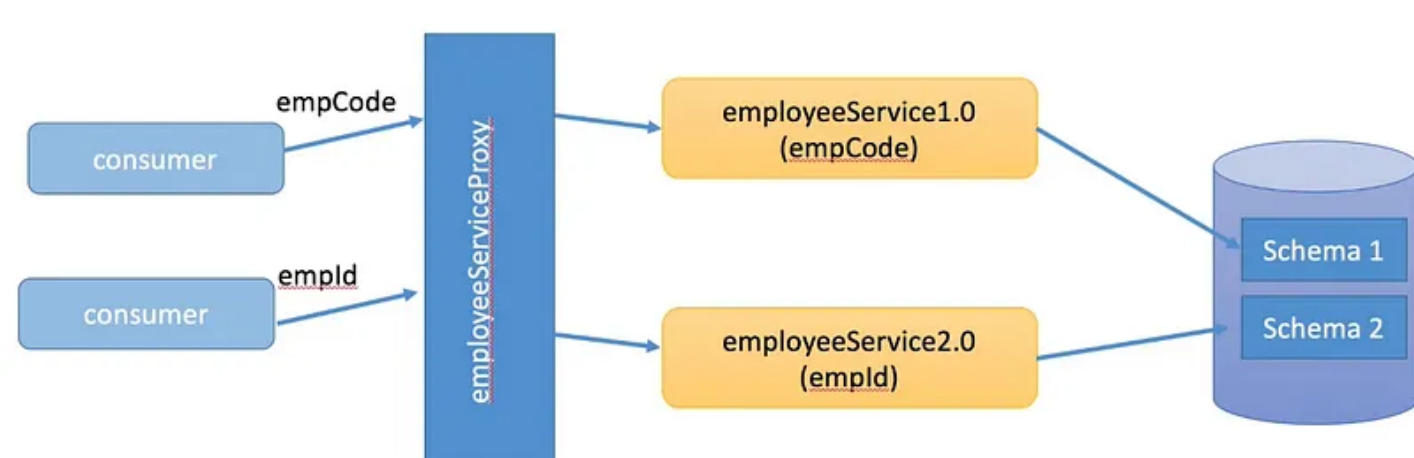 empCode
consumer
empId
consumer
employeeServiceProxy
employeeService1.0
(empCode)
employeeService2.0
(empId)
Schema 1
Schema 2